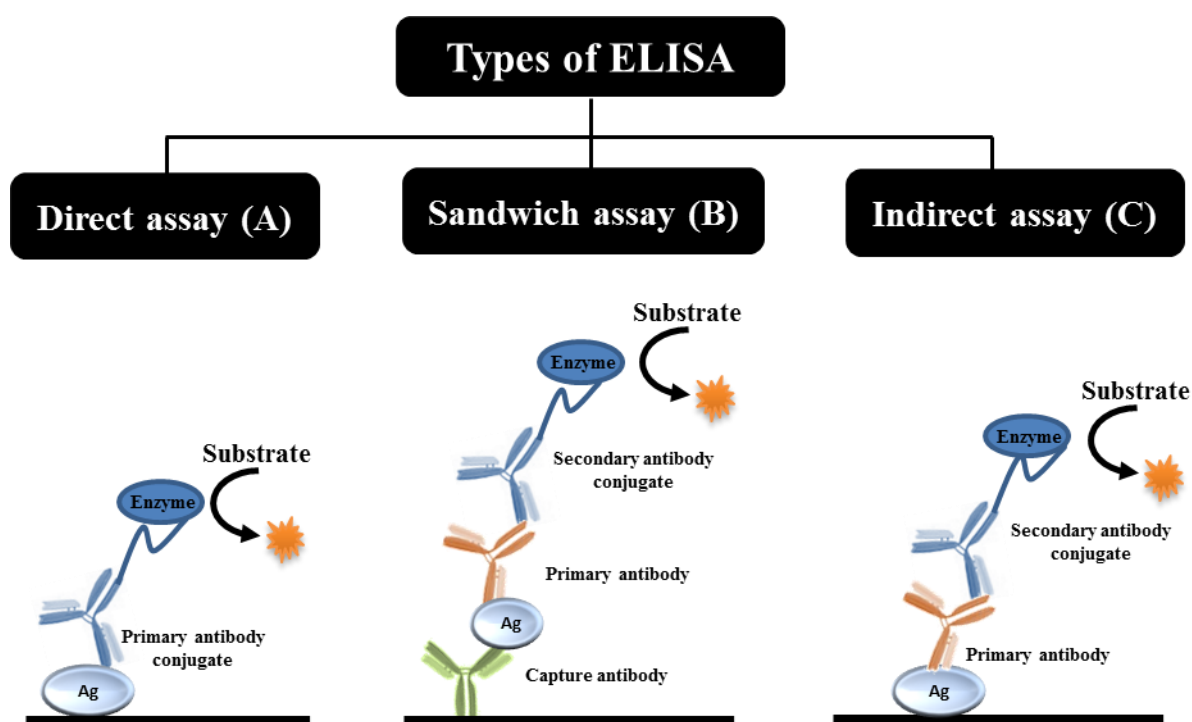 Types of ELISA
Direct assay (A)
Sandwich assay (B)
Indirect assay (C)
Substrate
Enzyme
Primary antibody
conjugate
Ag
Substrate
Enzyme
Secondary antibody
conjugate
Primary antibody
Ag
Capture antibody
Substrate
Enzyme
Secondary antibody
conjugate
Primary antibody
Ag